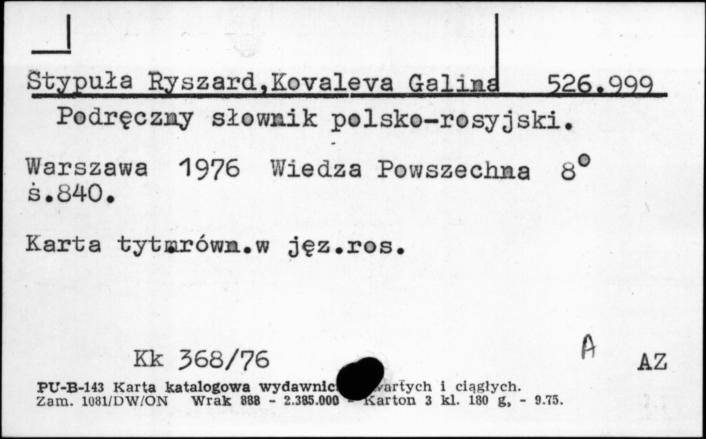 Stypuła Ryszard,Kovaleva Galina 526.999
Podręczny słownik polsko-rosyjski.
Warszawa 1976 Wiedza Powszechna 8°
ś.840.
Karta tyt.również.w jęz.ros.
Kk 368/76
A
AZ
PU-B-143 Karta katalogowa wydawnic wartych i ciągłych.
Zam. 1081/DW/ON Wrak 888 - 2.385.000 - Karton 3 kl. 180 g, - 9.75.